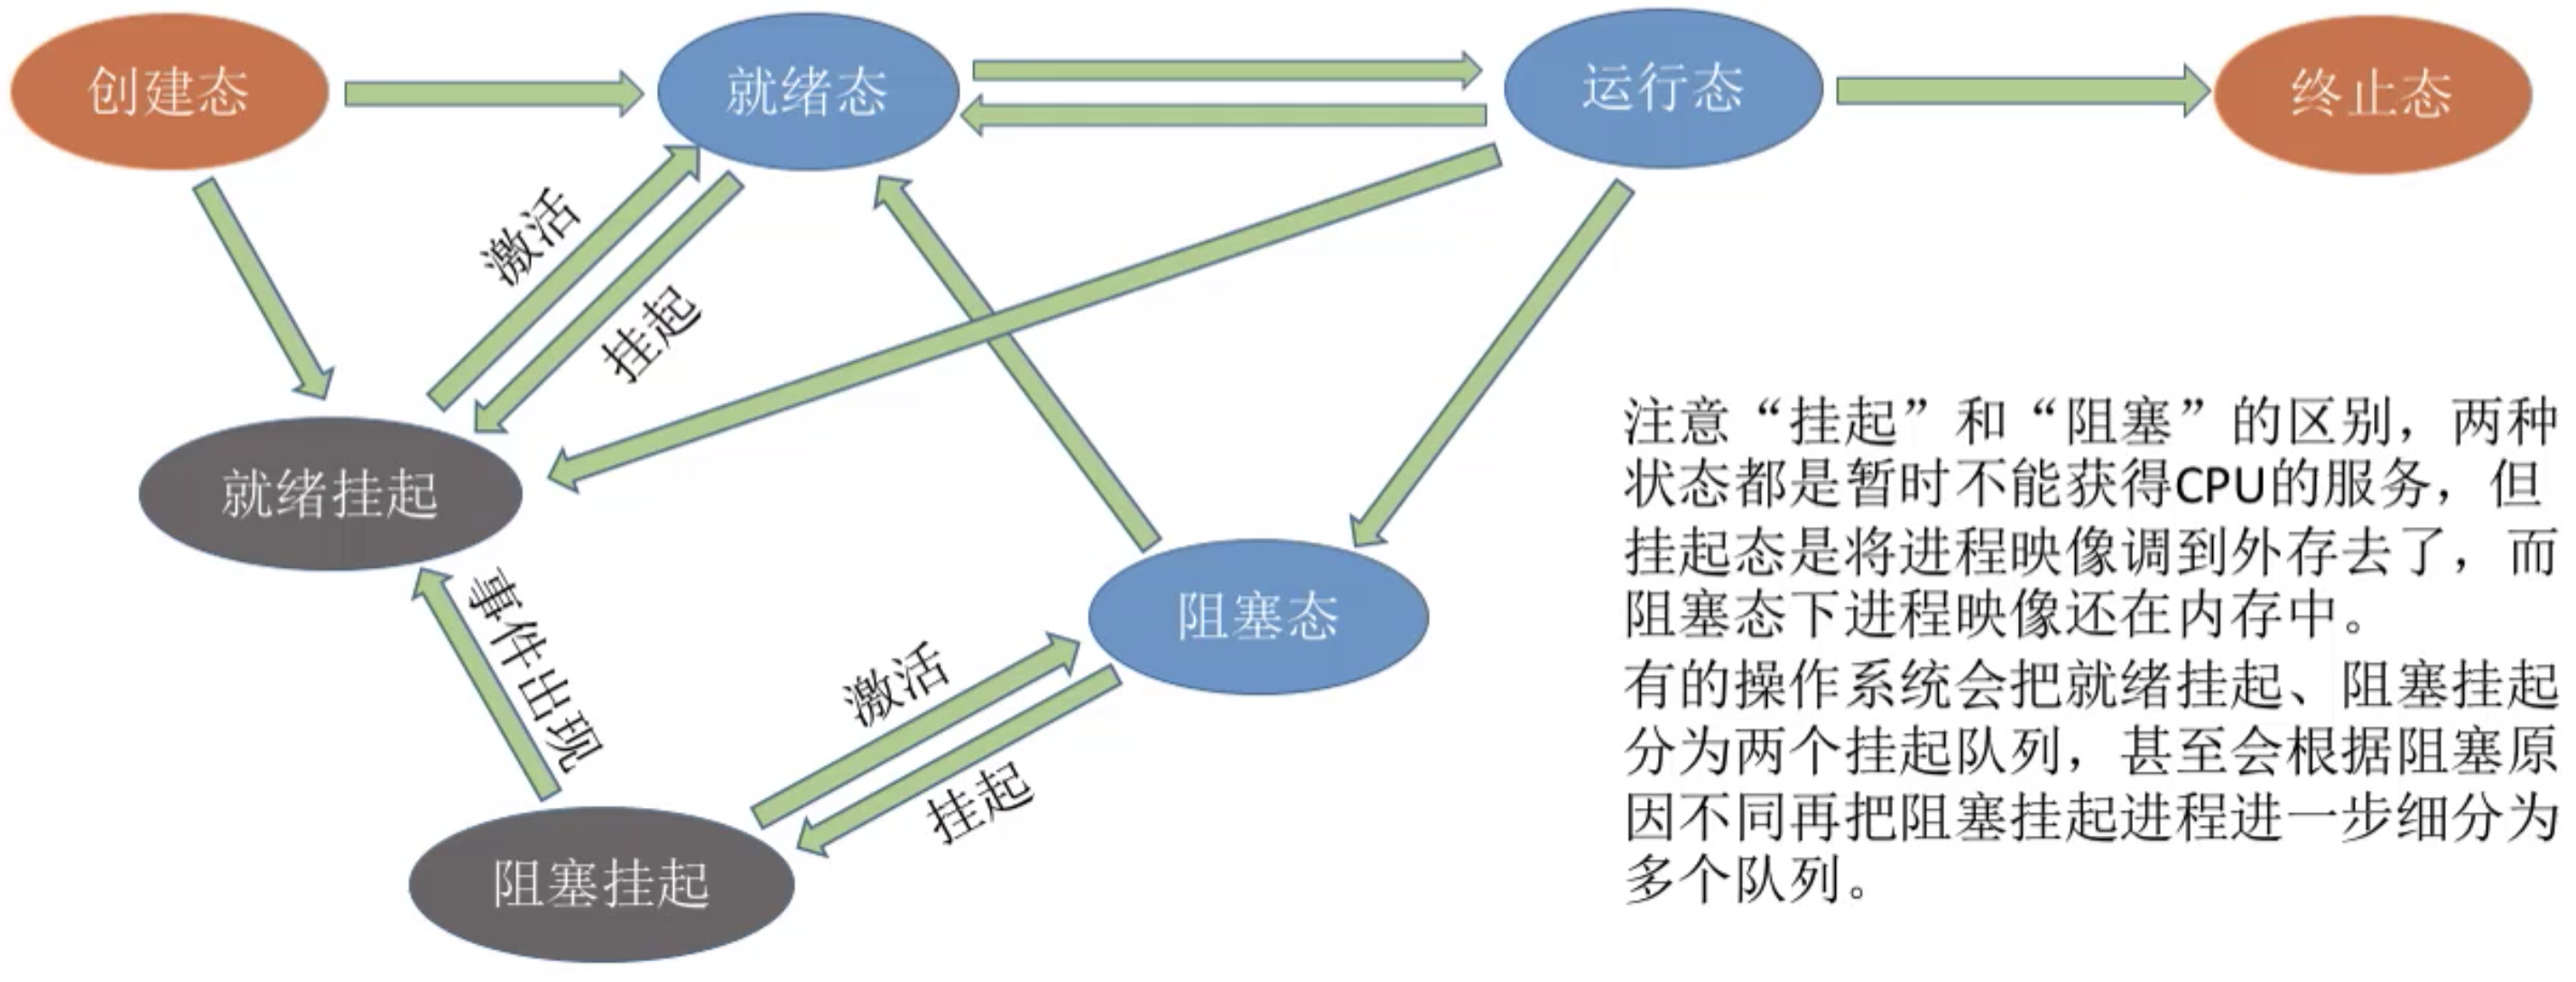 创建态
就绪态
运行态
终止态
激活
挂起
就绪挂起
事件出现
阻塞态
激活
挂起
阻塞挂起
注意“挂起”和“阻塞”的区别，两种
状态都是暂时不能获得CPU的服务，但
挂起态是将进程映像调到外存去了，而
阻塞态下进程映像还在内存中。
有的操作系统会把就绪挂起、阻塞挂起
分为两个挂起队列，甚至会根据阻塞原
因不同再把阻塞挂起进程进一步细分为
多个队列。